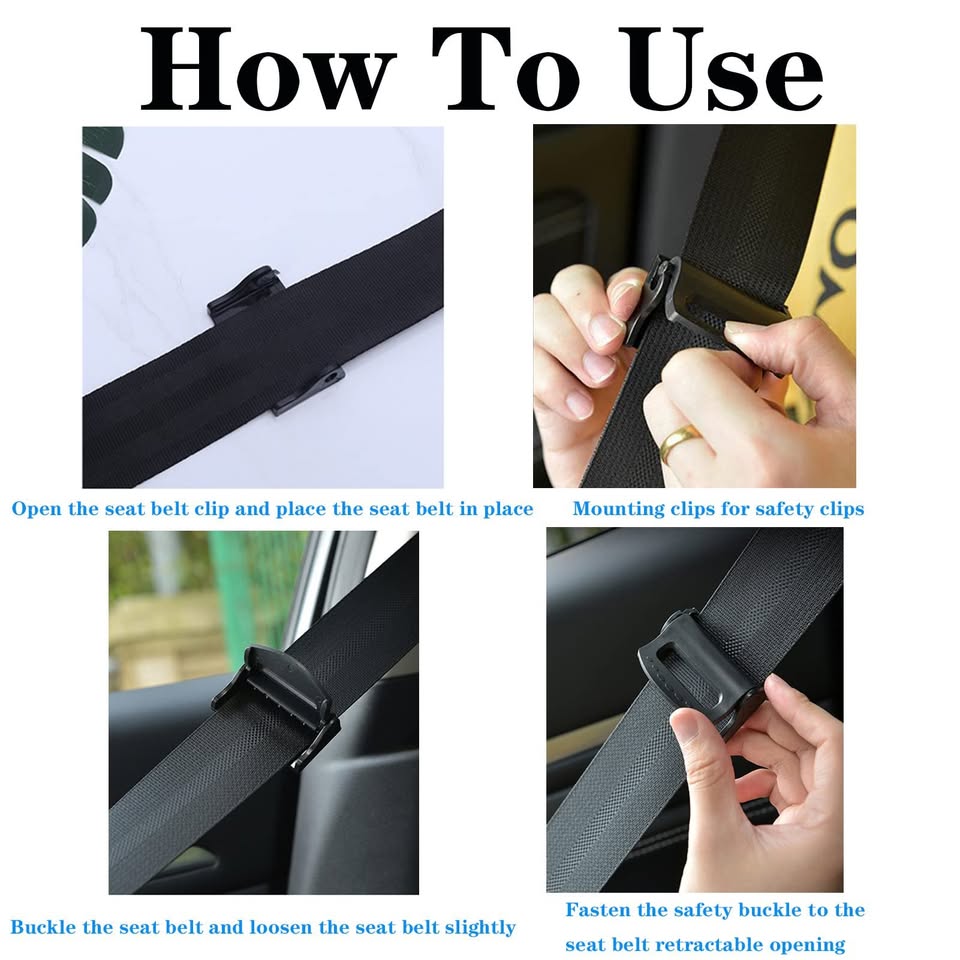 How To Use
Open the seat belt clip and place the seat belt in place
Mounting clips for safety clips
Buckle the seat belt and loosen the seat belt slightly
Fasten the safety buckle to the
seat belt retractable opening